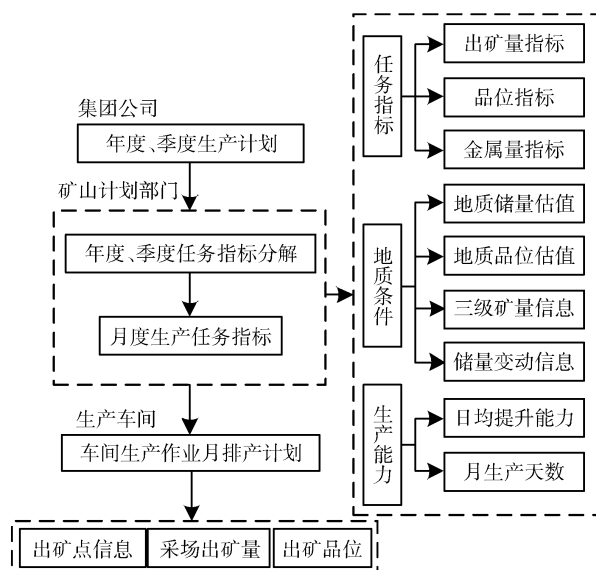 集团公司
年度、季度生产计划
矿山计划部门
年度、季度任务指标分解
月度生产任务指标
生产车间
车间生产作业月排产计划
出矿点信息
采场出矿量
出矿品位
任务指标
出矿量指标
品位指标
金属量指标
地质条件
地质储量估值
地质品位估值
三级矿量信息
储量变动信息
生产能力
日均提升能力
月生产天数